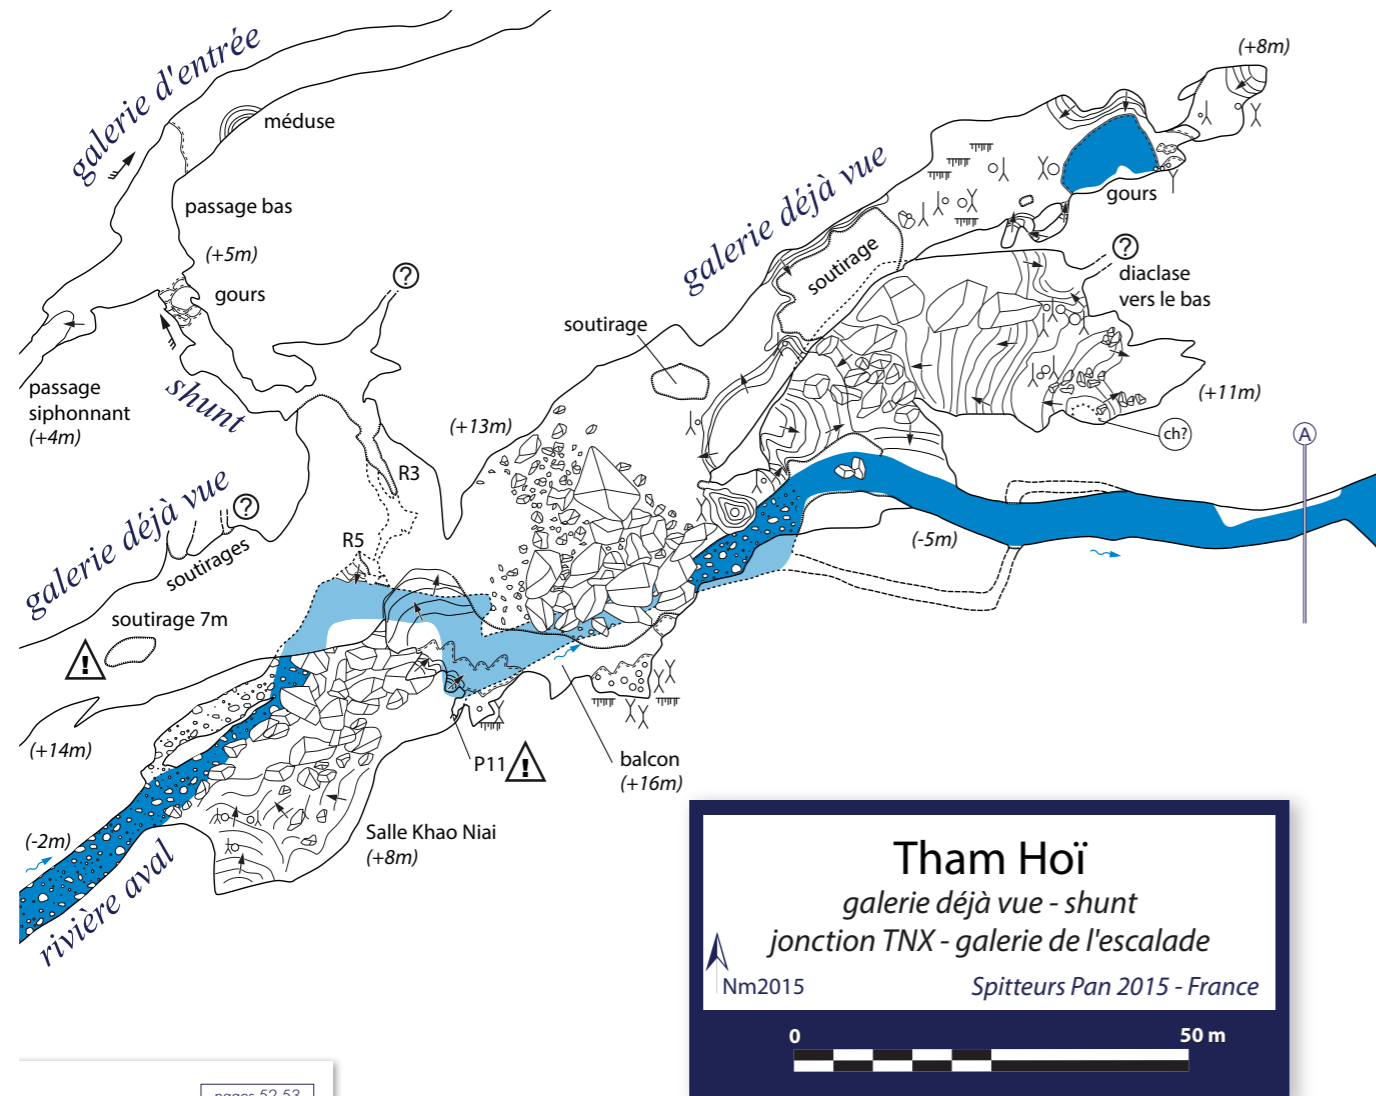 galerie d'entrée
méduse
passage bas
(+5m)
gours
?
passage
siphonnant
(+4m)
shunt
galerie déjà vue
?
soutirages
R3
R5
soutirage 7m
!
(+14m)
(-2m)
rivière aval
Salle Khao Niai
(+8m)
P11
!
balcon
(+16m)
(+13m)
soutirage
galerie déjà vue
soutirage
(+8m)
gours
?
diaclase
vers le bas
(+11m)
ch?
A
(-5m)
Tham Hoï
galerie déjà vue - shunt
jonction TNX - galerie de l'escalade
Nm2015
Spitteurs Pan 2015 - France
0
50 m
pages 52-53